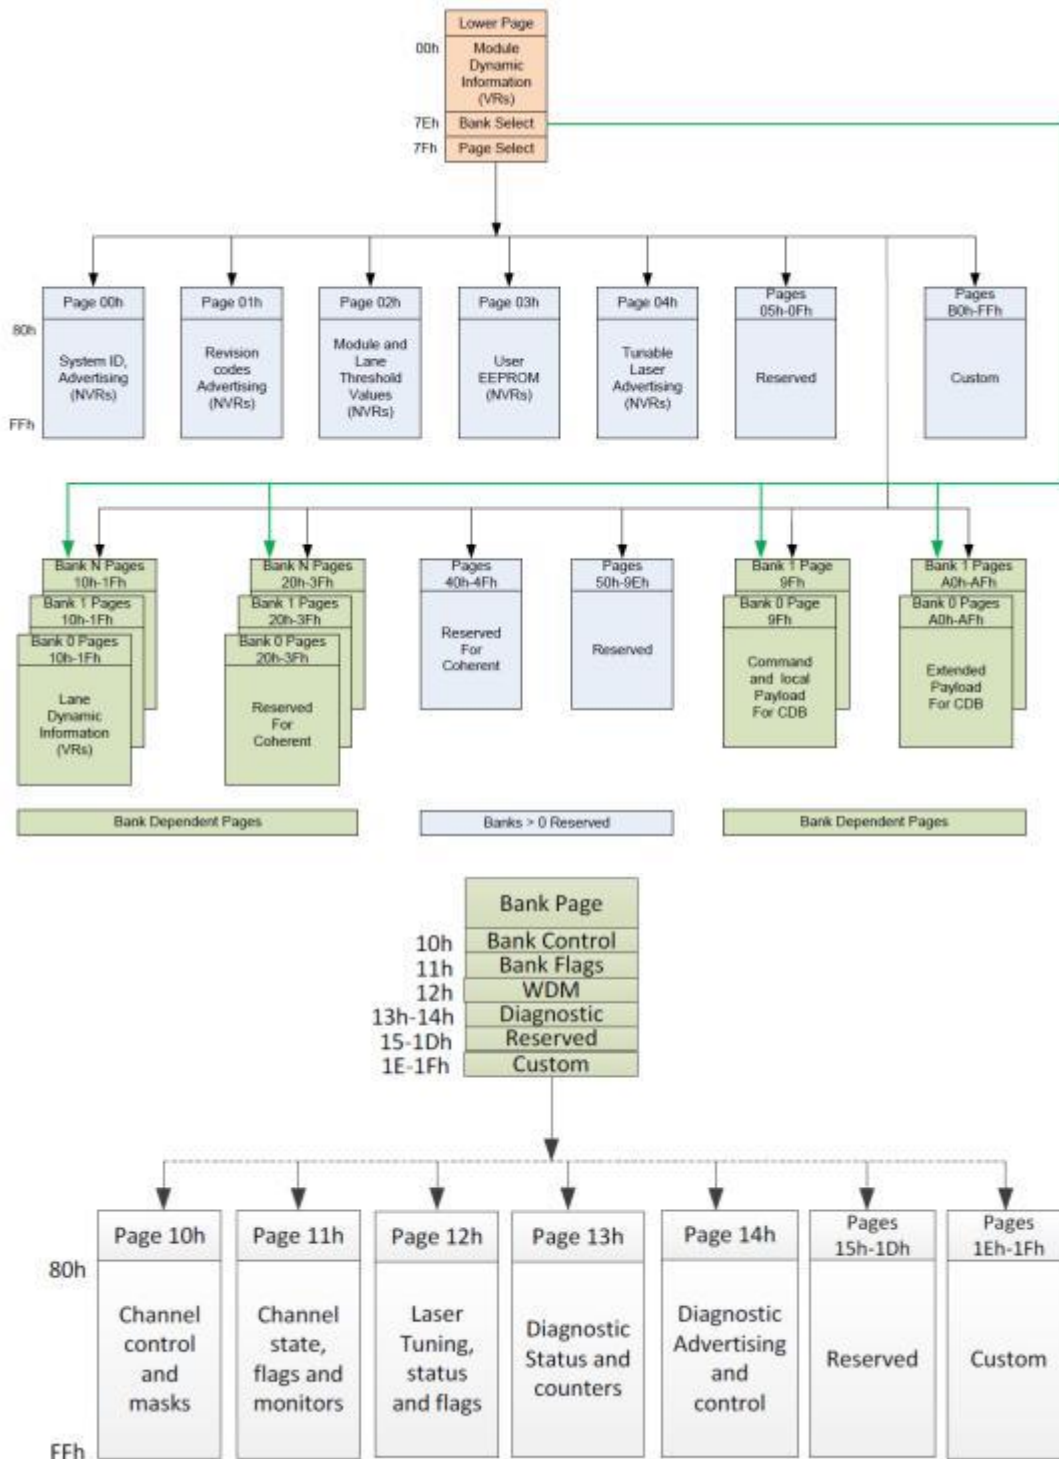 Lower Page
00h
Module
Dynamic
Information
(VRs)
7Eh
Bank Select
7Fh
Page Select
Page 00h
Page 01h
Page 02h
Page 03h
Page 04h
Pages
05h-0Fh
Pages
B0h-FFh
80h
System ID,
Advertising
(NVRs)
Revision
codes
Advertising
(NVRs)
Module and
Lane
Threshold
Values
(NVRs)
User
EEPROM
(NVRs)
Tunable
Laser
Advertising
(NVRs)
Reserved
Custom
FFh
Bank N Pages
10h-1Fh
Bank 1 Pages
10h-1Fh
Bank 0 Pages
10h-1Fh
Lane
Dynamic
Information
(VRs)
Bank N Pages
20h-3Fh
Bank 1 Pages
20h-3Fh
Bank 0 Pages
20h-3Fh
Reserved
For
Coherent
Pages
40h-4Fh
Reserved
For
Coherent
Pages
50h-9Eh
Reserved
Bank 1 Page
9Fh
Bank 0 Page
9Fh
Command
and local
Payload
For CDB
Bank 1 Pages
A0h-AFh
Bank 0 Pages
A0h-AFh
Extended
Payload
For CDB
Bank Dependent Pages
Banks > 0 Reserved
Bank Dependent Pages
Bank Page
10h
Bank Control
11h
Bank Flags
12h
WDM
13h-14h
Diagnostic
15-1Dh
Reserved
1E-1Fh
Custom
Page 10h
Page 11h
Page 12h
Page 13h
Page 14h
Pages
15h-1Dh
Pages
1Eh-1Fh
80h
Channel
control
and
masks
Channel
state,
flags and
monitors
Laser
Tuning,
status
and flags
Diagnostic
Status and
counters
Diagnostic
Advertising
and
control
Reserved
Custom
FFh